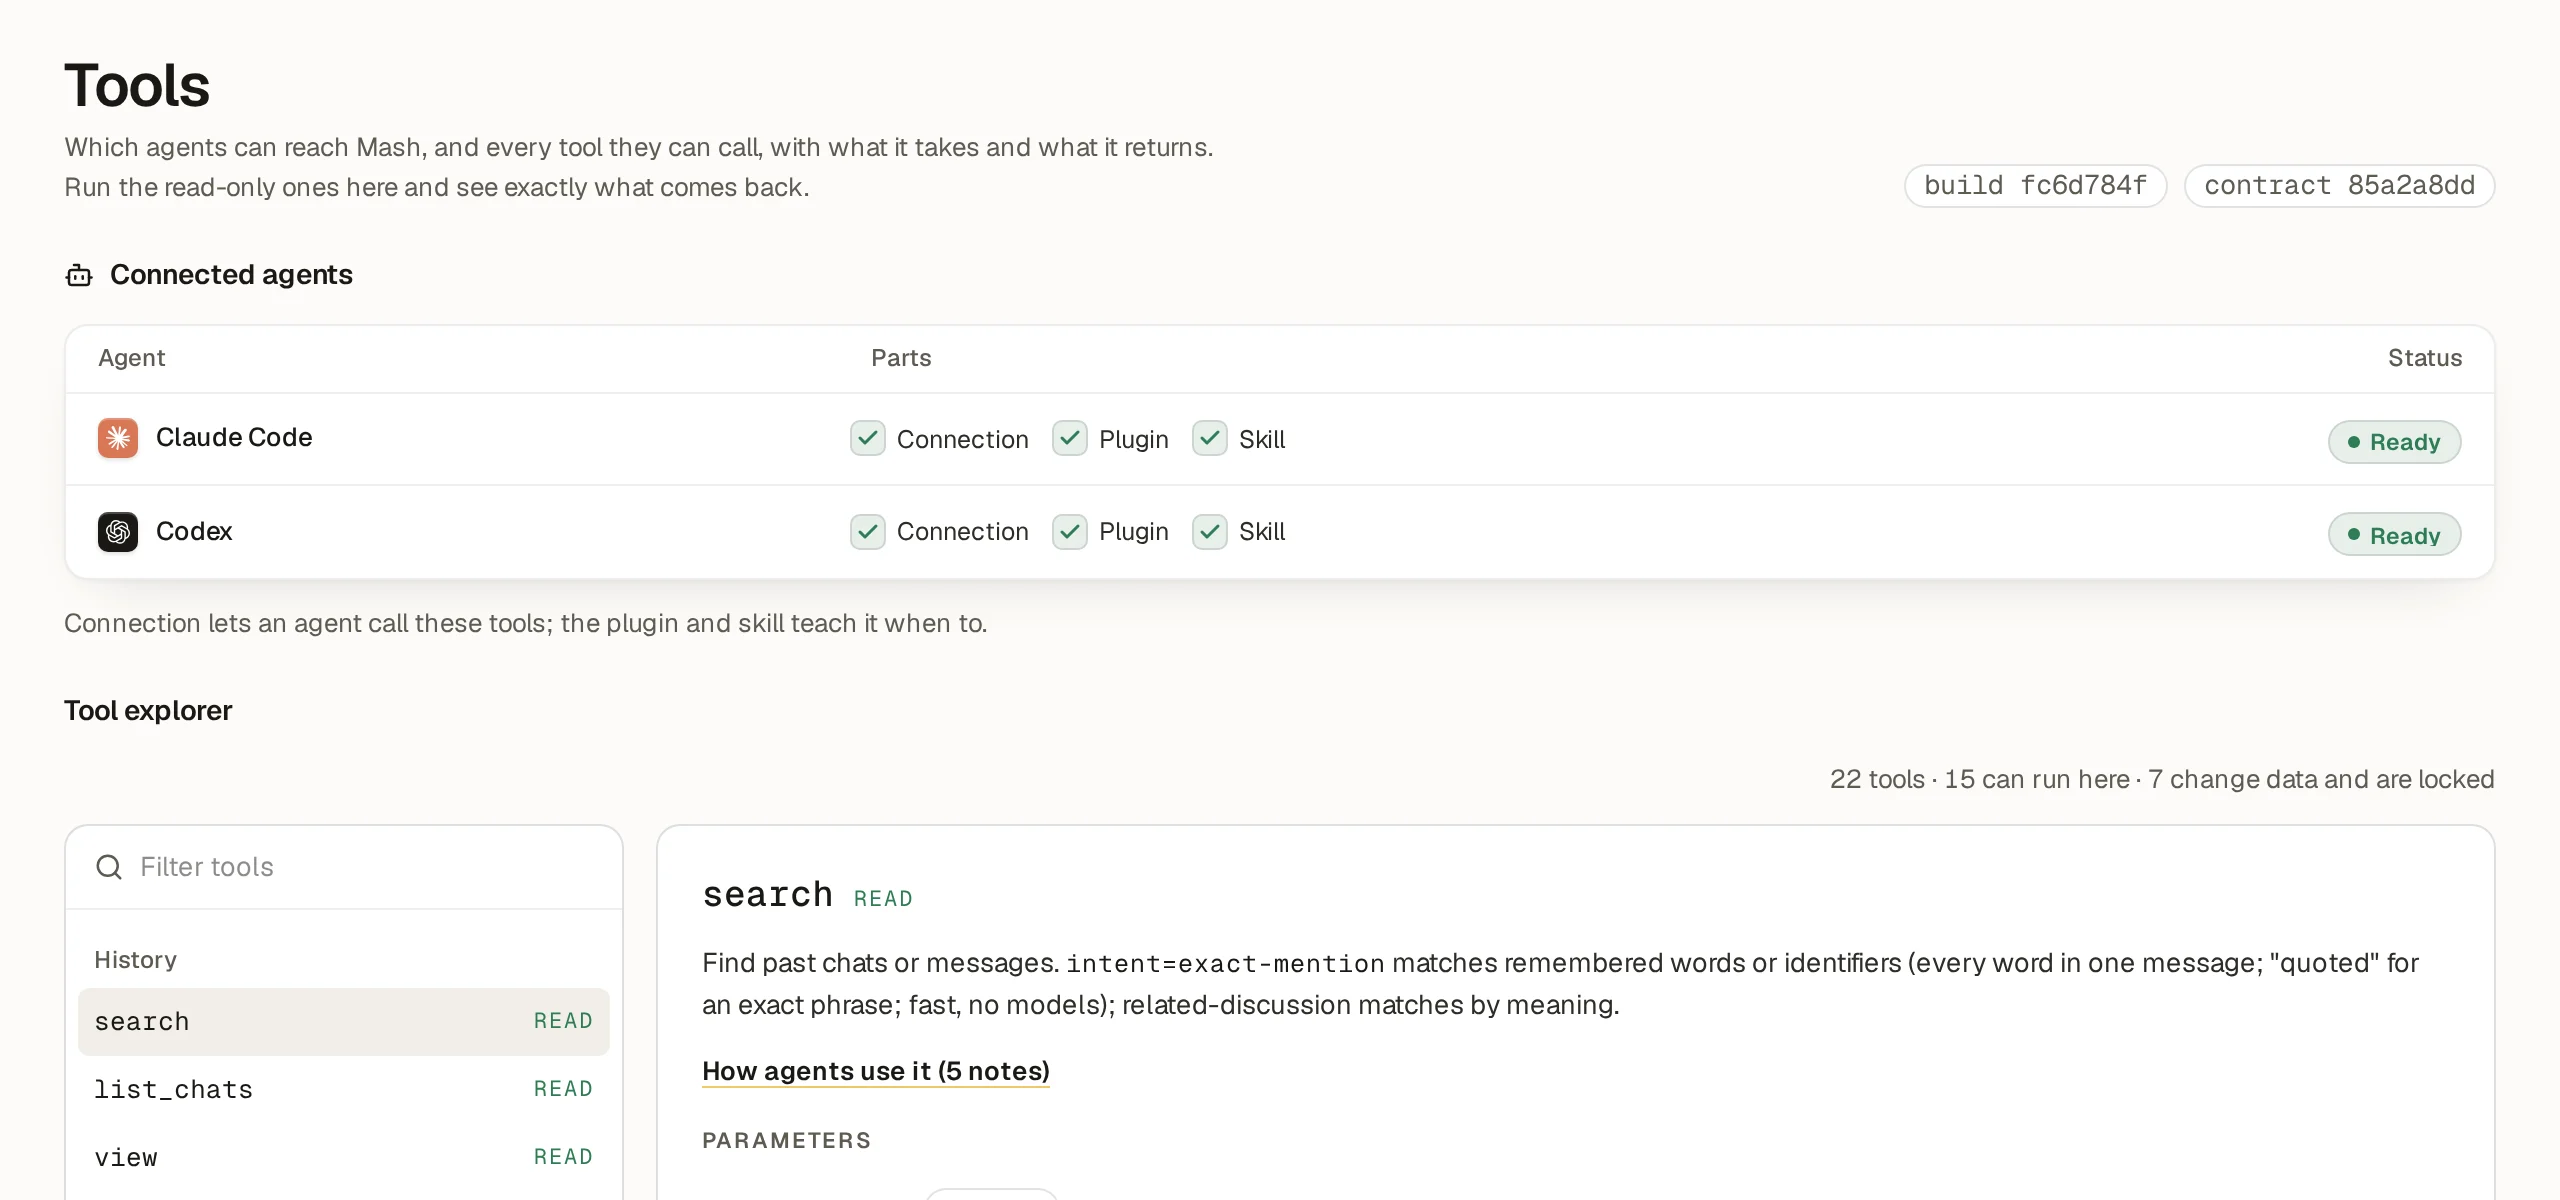 Tools
Which agents can reach Mash, and every tool they can call, with what it takes and what it returns.
Run the read-only ones here and see exactly what comes back.
build fc6d784f
contract 85a2a8dd
Connected agents
Agent
Parts
Status
Claude Code
Connection
Plugin
Skill
Ready
Codex
Connection
Plugin
Skill
Ready
Connection lets an agent call these tools; the plugin and skill teach it when to.
Tool explorer
22 tools · 15 can run here · 7 change data and are locked
Filter tools
History
search READ
list_chats READ
view READ
search READ
Find past chats or messages. intent=exact-mention matches remembered words or identifiers (every word in one message; "quoted" for
an exact phrase; fast, no models); related-discussion matches by meaning.
How agents use it (5 notes)
PARAMETERS